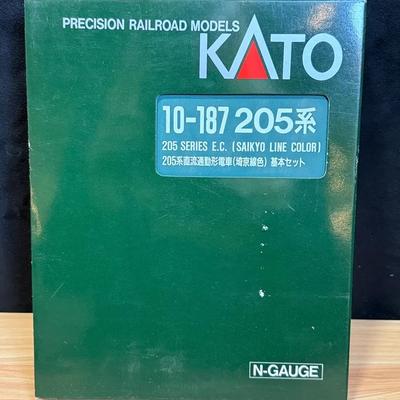 PRECISION RAILROAD MODELS
KATO
10-187 205系
205 SERIES E.C. (SAIKYO LINE COLOR)
205系直流通勤形電車(埼京線色) 基本セット
N-GAUGE